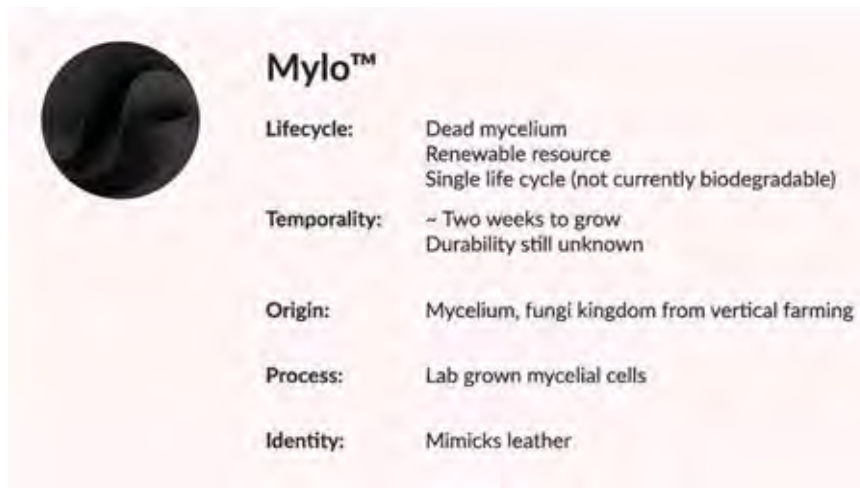 Mylo™
Lifecycle: Dead mycelium
Renewable resource
Single life cycle (not currently biodegradable)
Temporality: ~ Two weeks to grow
Durability still unknown
Origin: Mycelium, fungi kingdom from vertical farming
Process: Lab grown mycelial cells
Identity: Mimicks leather